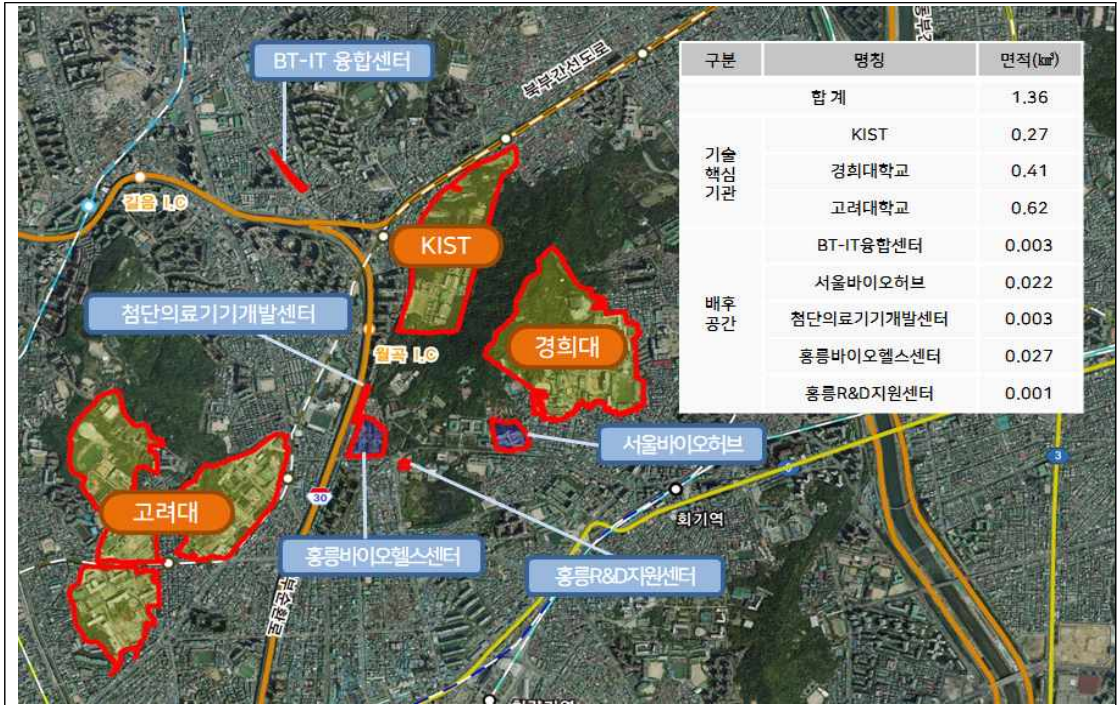 BT-IT 융합센터
북부간선도로
길음 I.C
KIST
첨단의료기기개발센터
월곡 I.C
경희대
서울바이오허브
고려대
30
홍릉바이오헬스센터
홍릉R&D지원센터
회기역
3
6
구분 명칭 면적(㎢)
합 계 1.36
기술
핵심
기관
KIST 0.27
경희대학교 0.41
고려대학교 0.62
배후
공간
BT-IT융합센터 0.003
서울바이오허브 0.022
첨단의료기기개발센터 0.003
홍릉바이오헬스센터 0.027
홍릉R&D지원센터 0.001